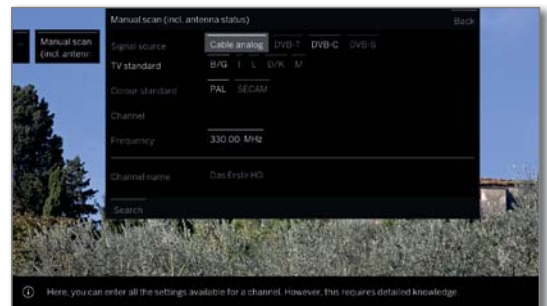 Manual scan (incl. antenna status) Back
Manual scan
(incl. antenn
Signal source Cable analog DVB-T DVB-C DVB-S
TV standard B/G I L D/K M
Colour standard PAL SECAM
Channel
Frequency 330.00 MHz
Channel name Das Erste HD
Search
Here, you can enter all the settings available for a channel. However, this requires detailed knowledge.